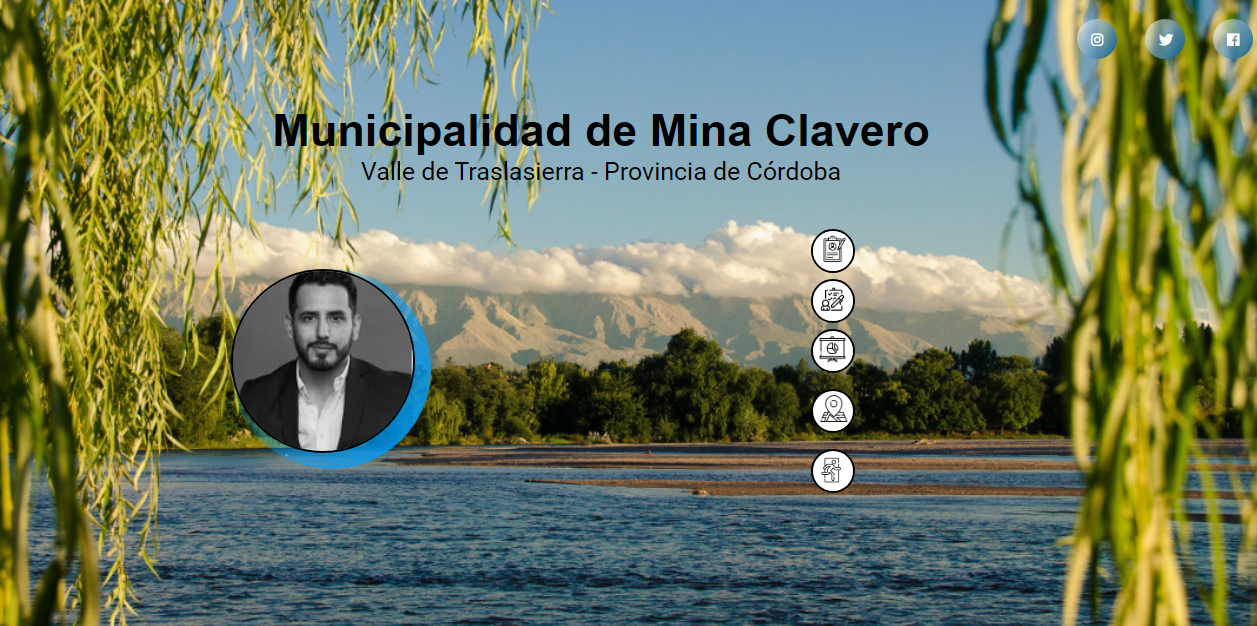 Municipalidad de Mina Clavero
Valle de Traslasierra - Provincia de Córdoba